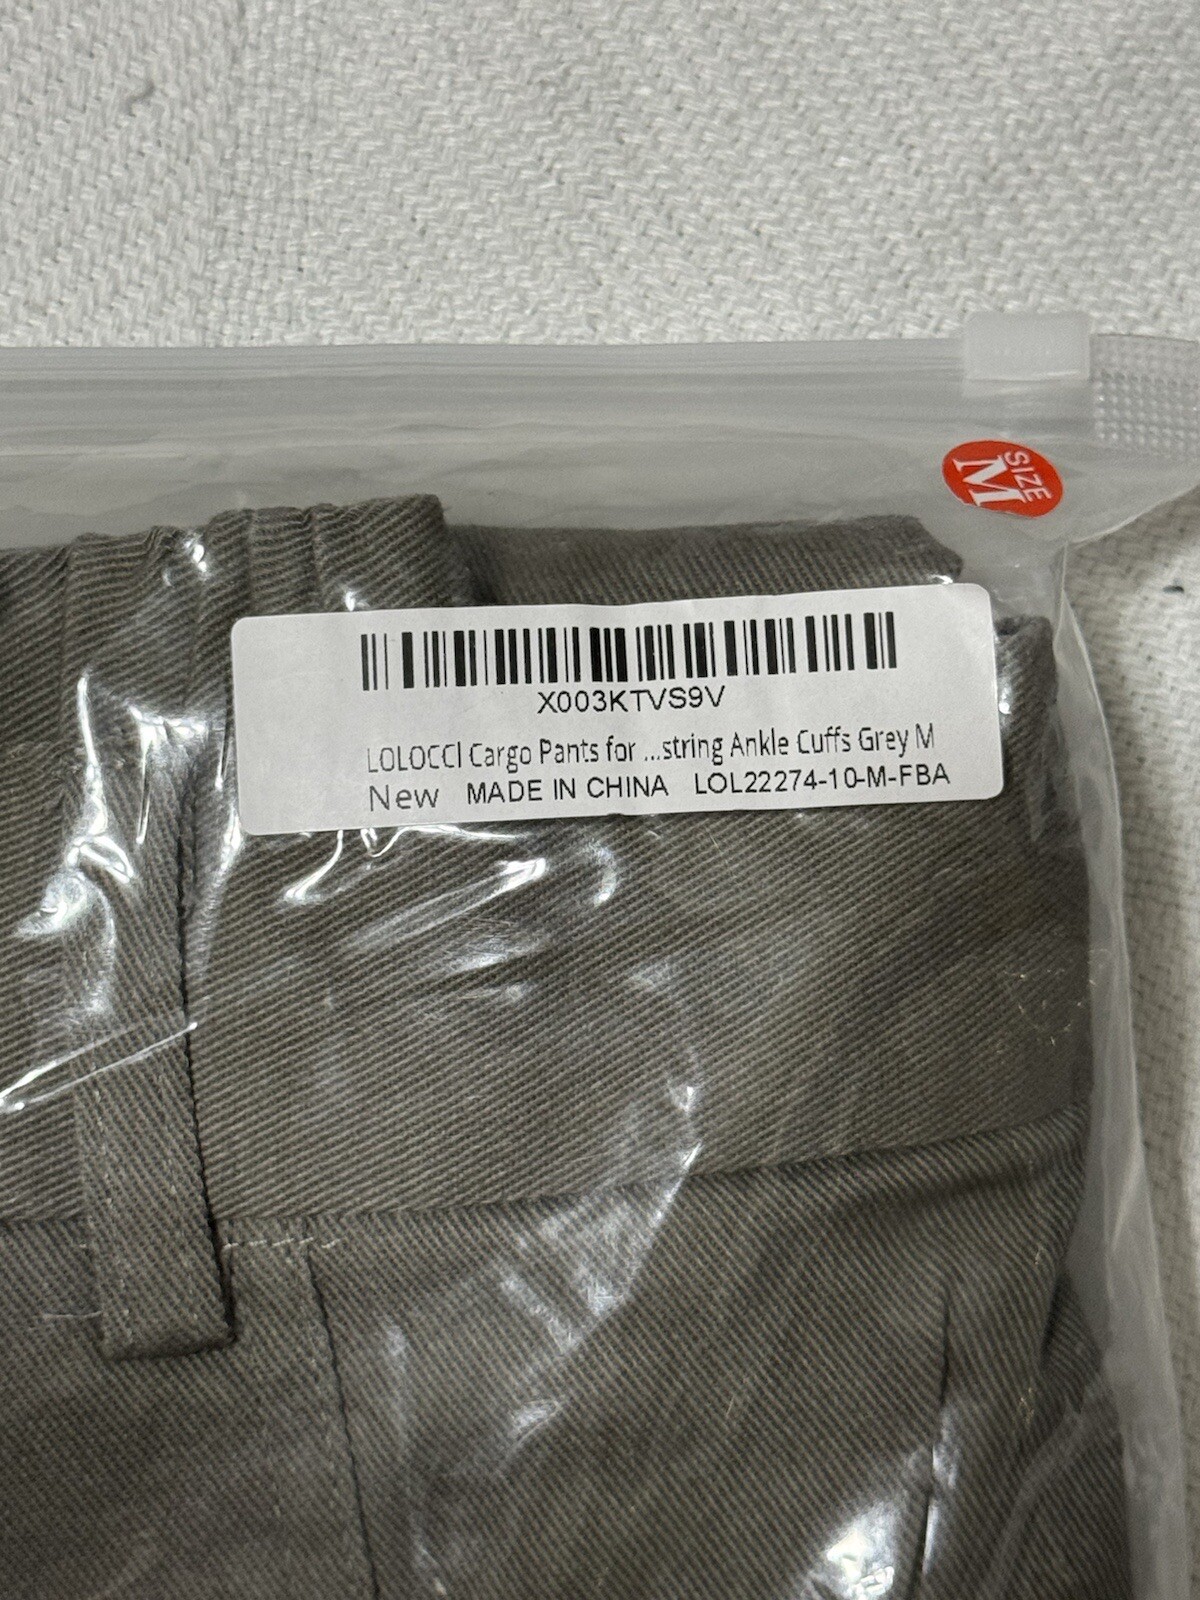 SIZE
M
X003KTVS9V
LOLOCCI Cargo Pants for ...string Ankle Cuffs Grey M
New MADE IN CHINA LOL22274-10-M-FBA